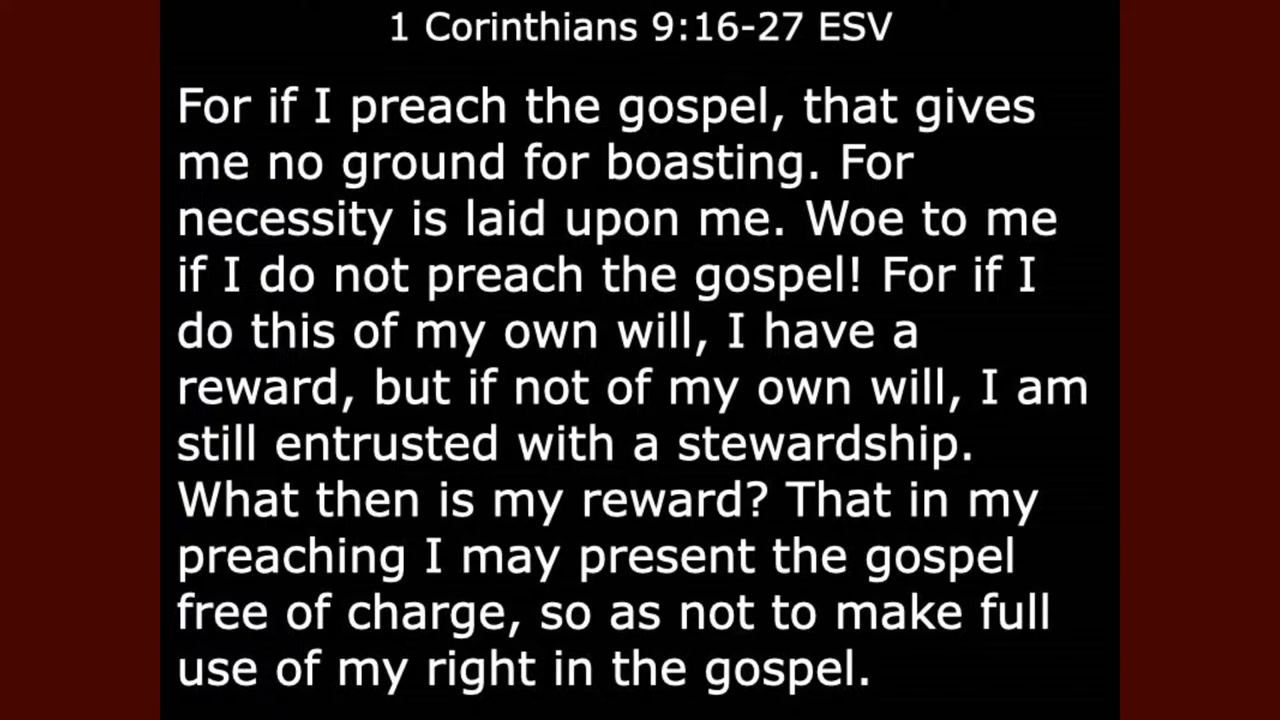 1 Corinthians 9:16-27 ESV
For if I preach the gospel, that gives
me no ground for boasting. For
necessity is laid upon me. Woe to me
if I do not preach the gospel! For if I
do this of my own will, I have a
reward, but if not of my own will, I am
still entrusted with a stewardship.
What then is my reward? That in my
preaching I may present the gospel
free of charge, so as not to make full
use of my right in the gospel.